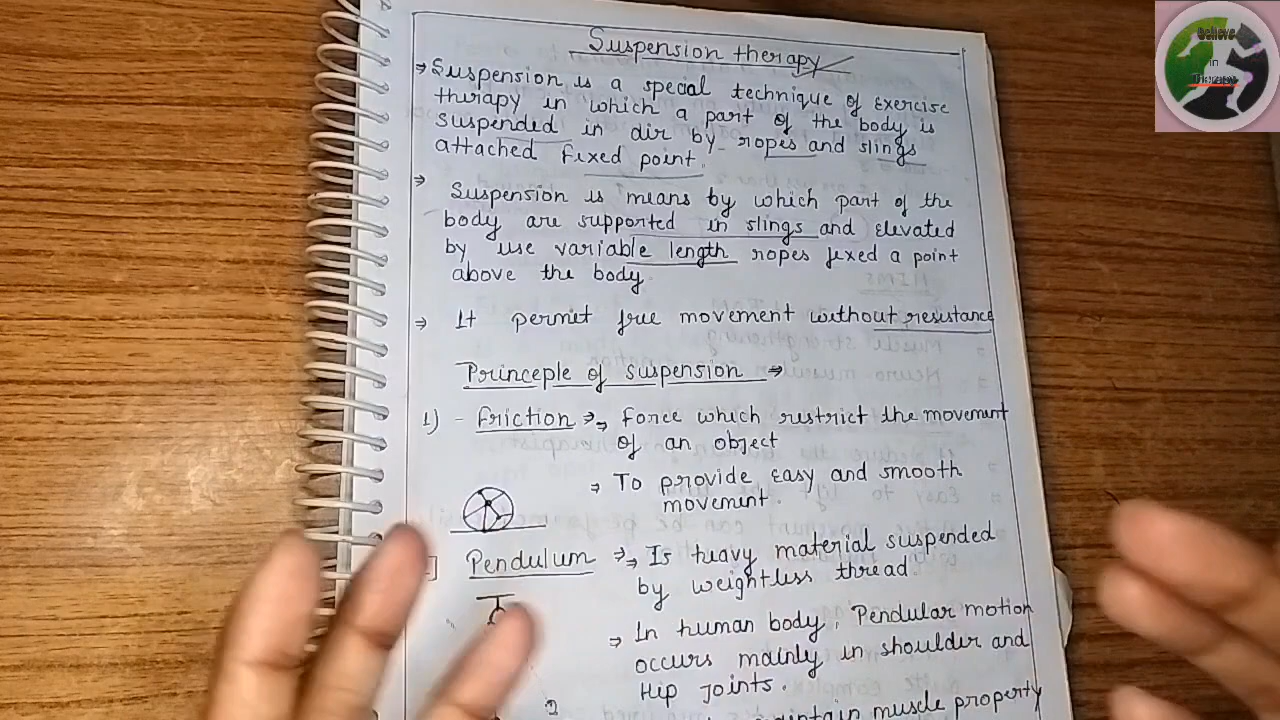 Suspension therapy
→ Suspension is a special technique of exercise
therapy in which a part of the body is
suspended in air by ropes and slings
attached fixed point.
→
Suspension is means by which part of the
body are supported in slings and elevated
by use variable length ropes fixed a point
above the body.
⇒ It permit free movement without resistance
Princeple of suspension →
1) - Friction →→ Force which restrict the movement
of an object
→ To provide easy and smooth
movement.
Pendulum →→ Is heavy material suspended
by weightless thread.
→ In human body, Pendular motion
occurs mainly in shoulder and
Hip Joints.
muscle property
Believe
in
Therapy